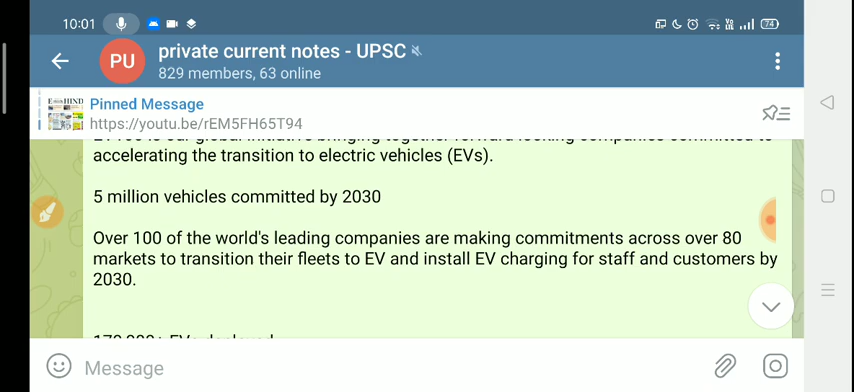 10:01
74
PU
private current notes - UPSC
829 members, 63 online
Pinned Message
https://youtu.be/rEM5FH65T94
accelerating the transition to electric vehicles (EVs).
5 million vehicles committed by 2030
Over 100 of the world's leading companies are making commitments across over 80
markets to transition their fleets to EV and install EV charging for staff and customers by
2030.
Message